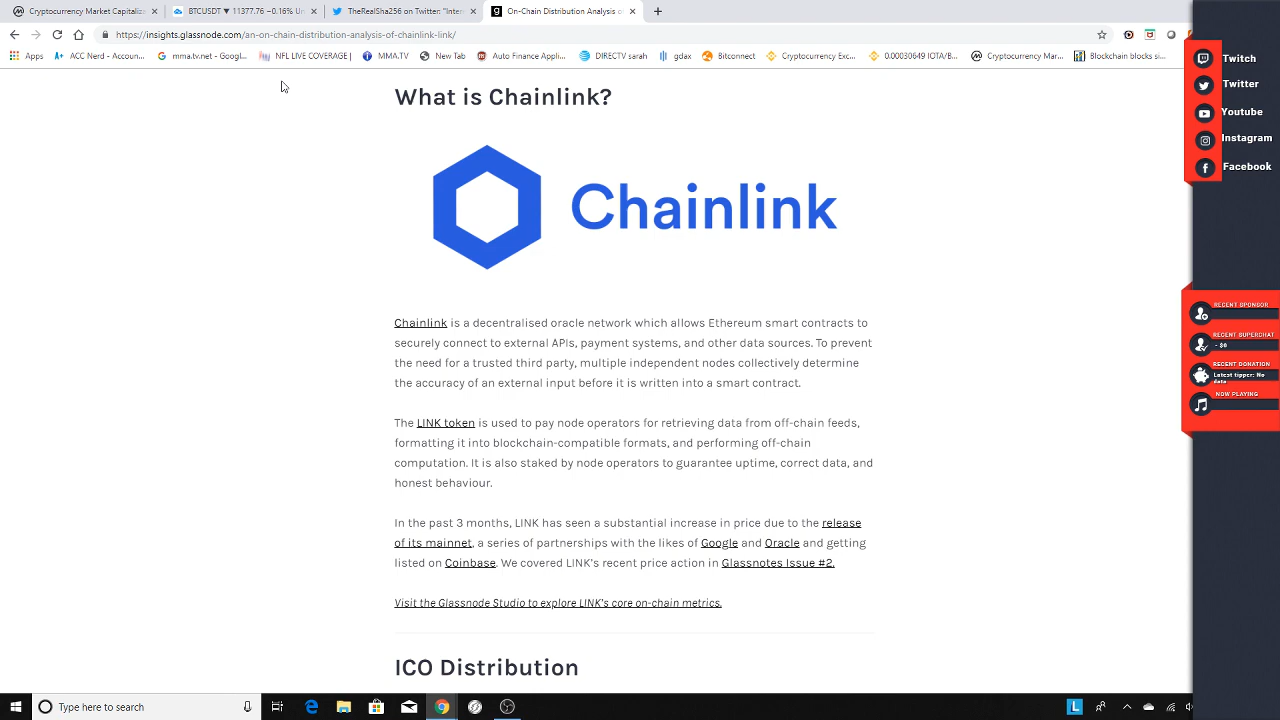 Cryptocurrency Market Capitaliz
BTCUSDT ▼ 11377.76 −0.16% Un
TheRealSha256 on Twitter: "Inter
On-Chain Distribution Analysis o
https://insights.glassnode.com/an-on-chain-distribution-analysis-of-chainlink-link/
Apps
ACC Nerd - Accoun...
mma.tv.net - Googl...
NFL LIVE COVERAGE |
MMA.TV
New Tab
Auto Finance Appli...
DIRECTV sarah
gdax
Bitconnect
Cryptocurrency Exc...
0.00030649 IOTA/B...
Cryptocurrency Mar...
Blockchain blocks si...
What is Chainlink?
Chainlink
Chainlink is a decentralised oracle network which allows Ethereum smart contracts to
securely connect to external APIs, payment systems, and other data sources. To prevent
the need for a trusted third party, multiple independent nodes collectively determine
the accuracy of an external input before it is written into a smart contract.
The LINK token is used to pay node operators for retrieving data from off-chain feeds,
formatting it into blockchain-compatible formats, and performing off-chain
computation. It is also staked by node operators to guarantee uptime, correct data, and
honest behaviour.
In the past 3 months, LINK has seen a substantial increase in price due to the release
of its mainnet, a series of partnerships with the likes of Google and Oracle and getting
listed on Coinbase. We covered LINK's recent price action in Glassnotes Issue #2.
Visit the Glassnode Studio to explore LINK's core on-chain metrics.
ICO Distribution
Twitch
Twitter
Youtube
Instagram
Facebook
RECENT SPONSOR
RECENT SUPERCHAT
- $0
RECENT DONATION
Latest tipper: No
data
NOW PLAYING
Type here to search